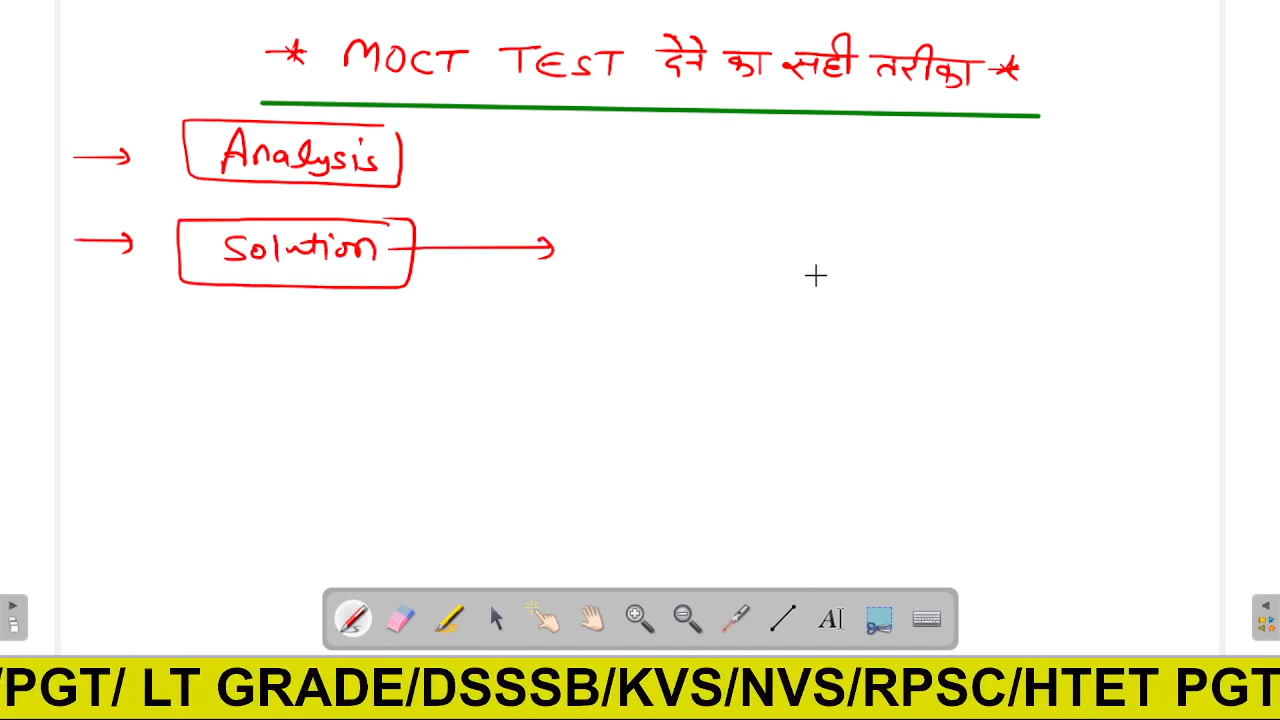 * MOCT TEST देने का सही तरीका *
→ Analysis
→ Solution →
/PGT/ LT GRADE/DSSSB/KVS/NVS/RPSC/HTET PGT